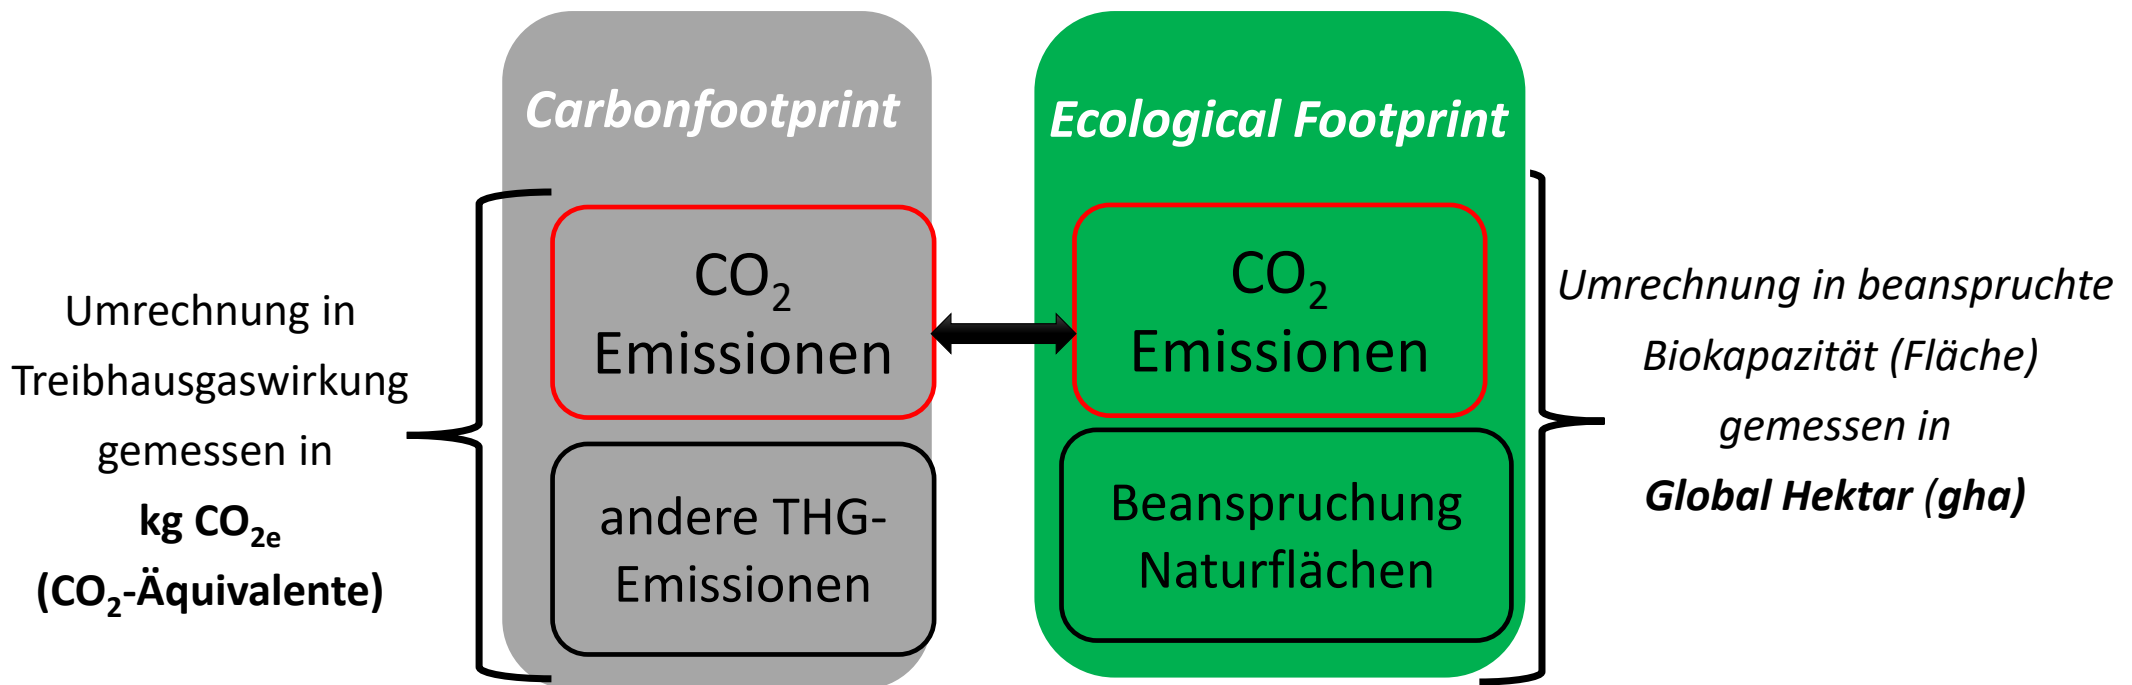 Carbonfootprint
CO₂
Emissionen
andere THG-
Emissionen
Umrechnung in
Treibhausgaswirkung
gemessen in
kg CO₂ₑ
(CO₂-Äquivalente)
Ecological Footprint
CO₂
Emissionen
Beanspruchung
Naturflächen
Umrechnung in beanspruchte
Biokapazität (Fläche)
gemessen in
Global Hektar (gha)